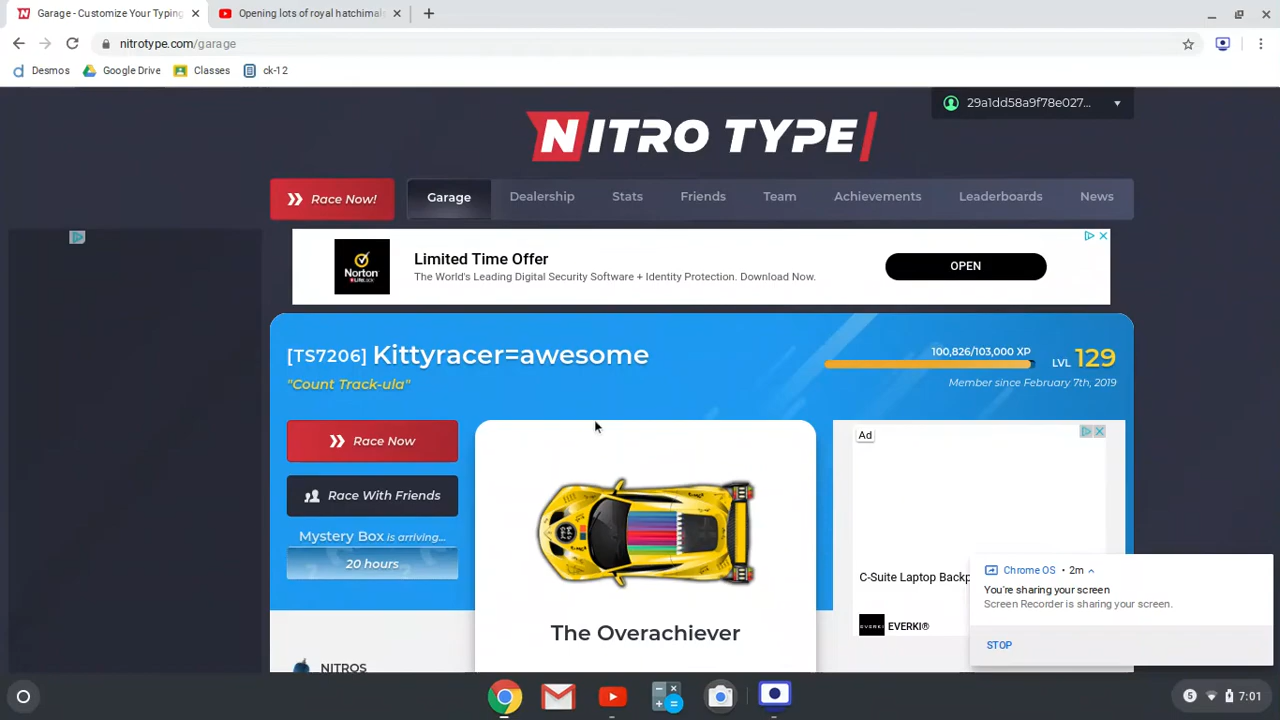 Garage - Customize Your Typing
Opening lots of royal hatchimals
nitrotype.com/garage
Desmos
Google Drive
Classes
ck-12
29a1dd58a9f78e027...
NITRO TYPE
Race Now!
Garage
Dealership
Stats
Friends
Team
Achievements
Leaderboards
News
Norton
LifeLock
Limited Time Offer
The World's Leading Digital Security Software + Identity Protection. Download Now.
OPEN
[TS7206] Kittyracer=awesome
"Count Track-ula"
100,826/103,000 XP
LVL 129
Member since February 7th, 2019
Race Now
Race With Friends
Mystery Box is arriving...
20 hours
The Overachiever
NITROS
Ad
C-Suite Laptop Backp
EVERKI
EVERKI®
Chrome OS • 2m
You're sharing your screen
Screen Recorder is sharing your screen.
STOP
5
7:01